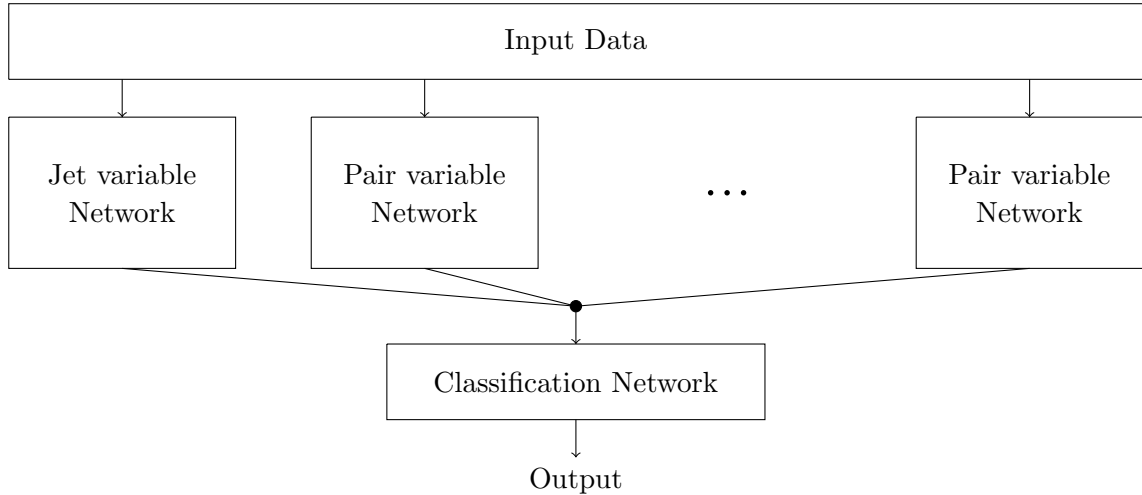 Input Data
Jet variable
Network
Pair variable
Network
...
Pair variable
Network
Classification Network
Output